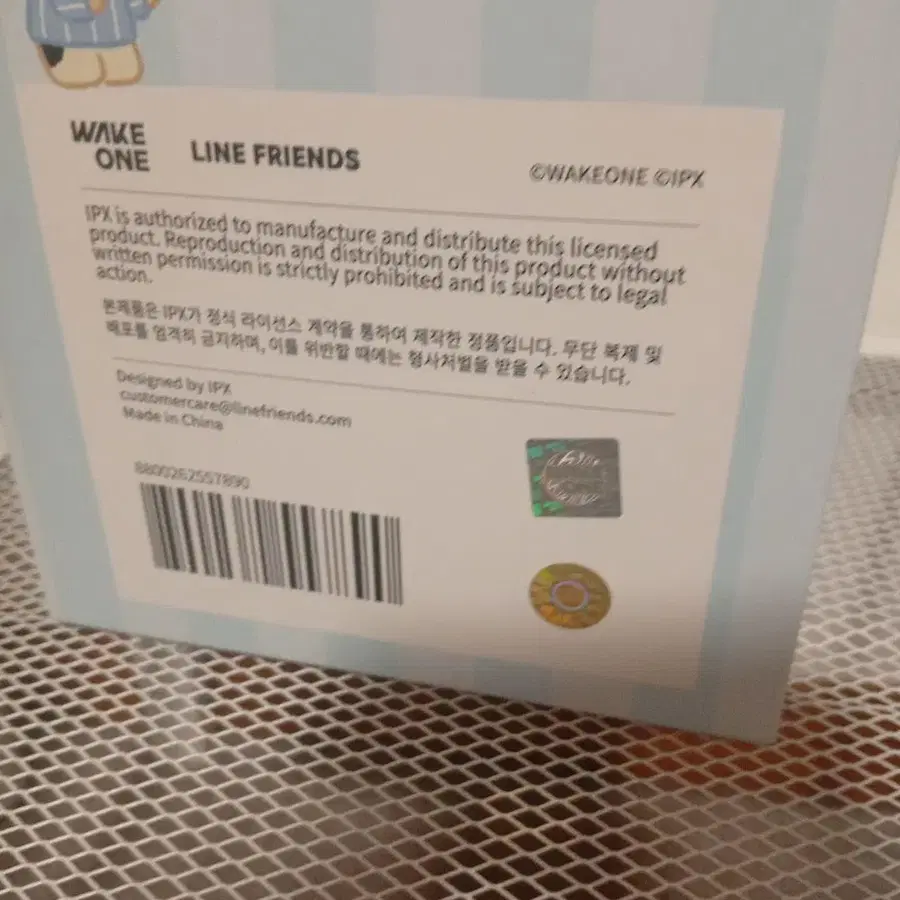 WAKE
ONE
LINE FRIENDS
©WAKEONE ©IPX
IPX is authorized to manufacture and distribute this licensed
product. Reproduction and distribution of this product without
written permission is strictly prohibited and is subject to legal
action.
본제품은 IPX가 정식 라이선스 계약을 통하여 제작한 정품입니다. 무단 복제 및
배포를 엄격히 금지하며, 이를 위반할 때에는 형사처벌을 받을 수 있습니다.
Designed by IPX
customercare@linefriends.com
Made in China
8800262557890